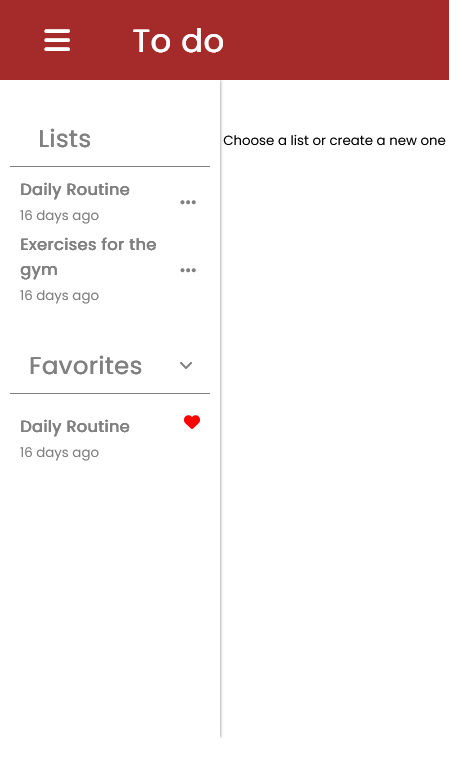 To do
Lists
Choose a list or create a new one
Daily Routine
16 days ago
Exercises for the
gym
16 days ago
Favorites
Daily Routine
16 days ago